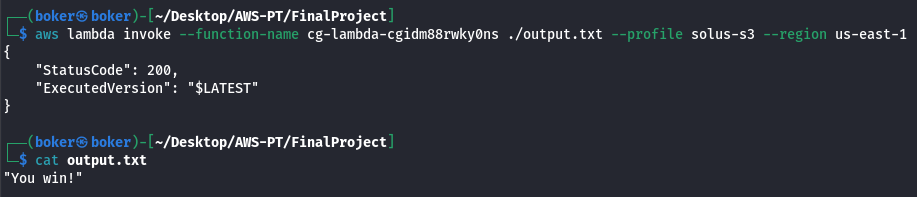 ┌──(boker㉿boker)-[~/Desktop/AWS-PT/FinalProject]
└─$ aws lambda invoke --function-name cg-lambda-cgidm88rwky0ns ./output.txt --profile solus-s3 --region us-east-1
{
    "StatusCode": 200,
    "ExecutedVersion": "$LATEST"
}
┌──(boker㉿boker)-[~/Desktop/AWS-PT/FinalProject]
└─$ cat output.txt
"You win!"